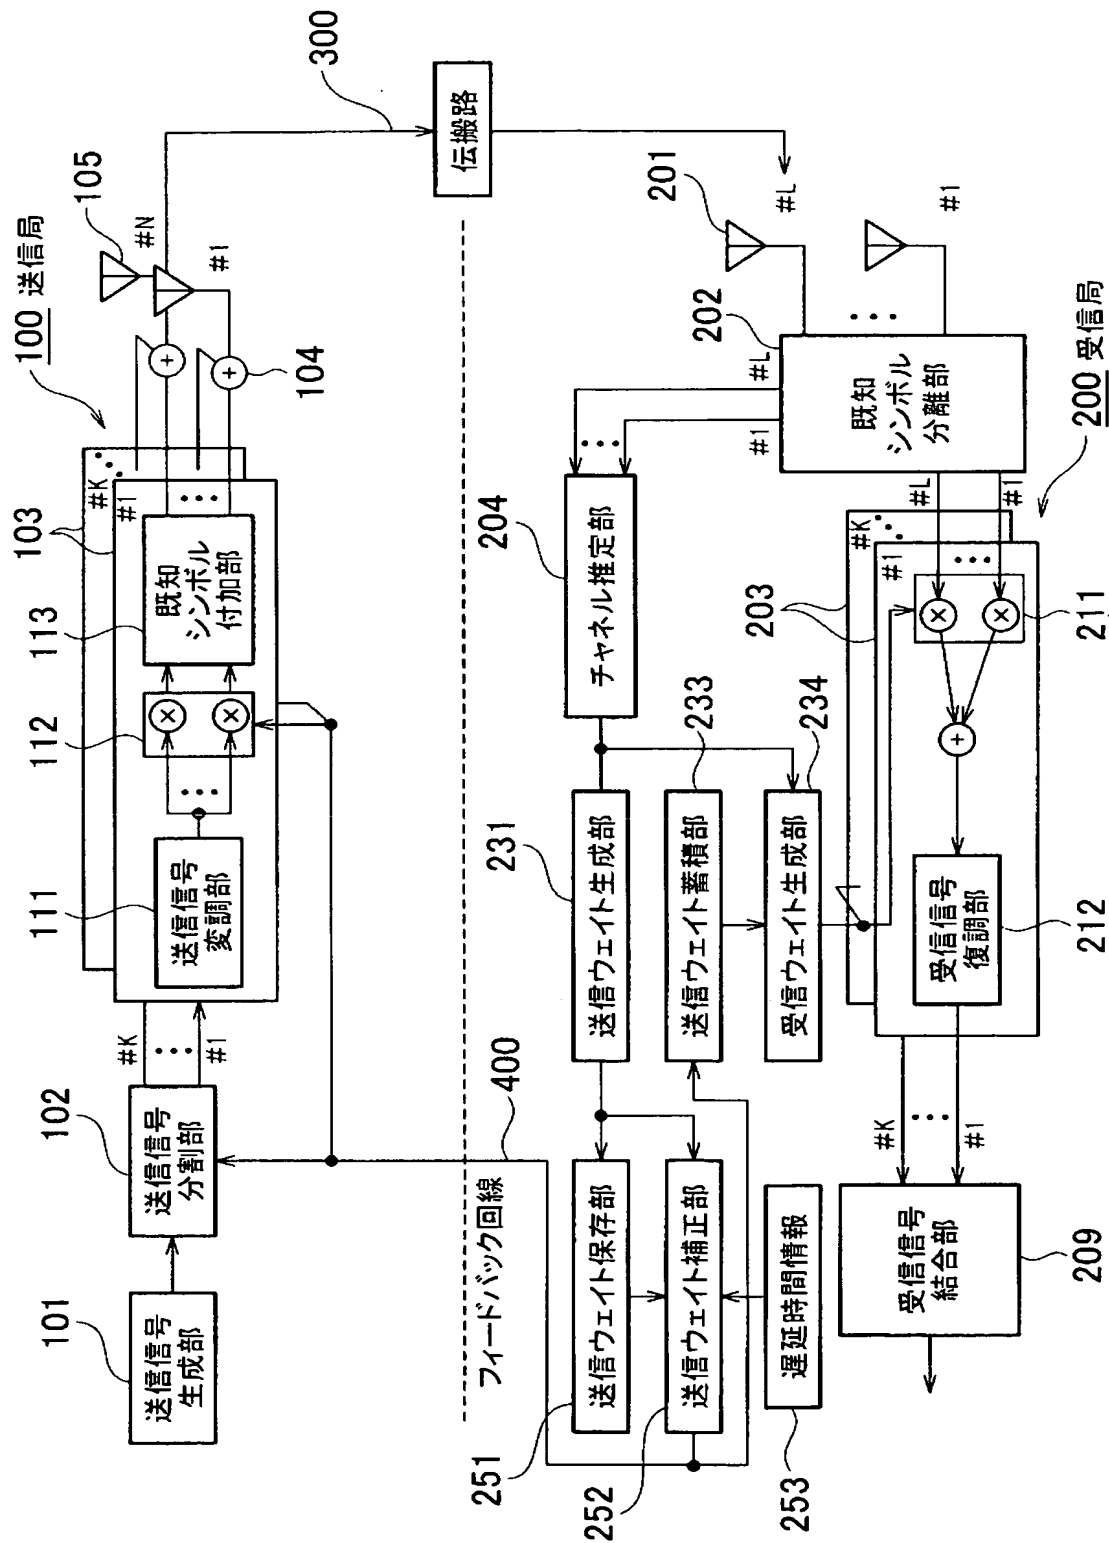 100 送信局
101
送信信号
生成部
102
送信信号
分割部
#K
#1
103
#K
#1
111
送信信号
変調部
112
113
既知
シンボル
付加部
104
105
#N
#1
300
伝搬路
フィードバック回線
400
251
送信ウェイト保存部
252
送信ウェイト補正部
253
遅延時間情報
231
送信ウェイト生成部
233
送信ウェイト蓄積部
234
受信ウェイト生成部
204
チャネル推定部
#L
#1
201
#L
#1
202
既知
シンボル
分離部
#L
#1
200 受信局
203
#K
#1
211
212
受信信号
復調部
#K
#1
209
受信信号
結合部